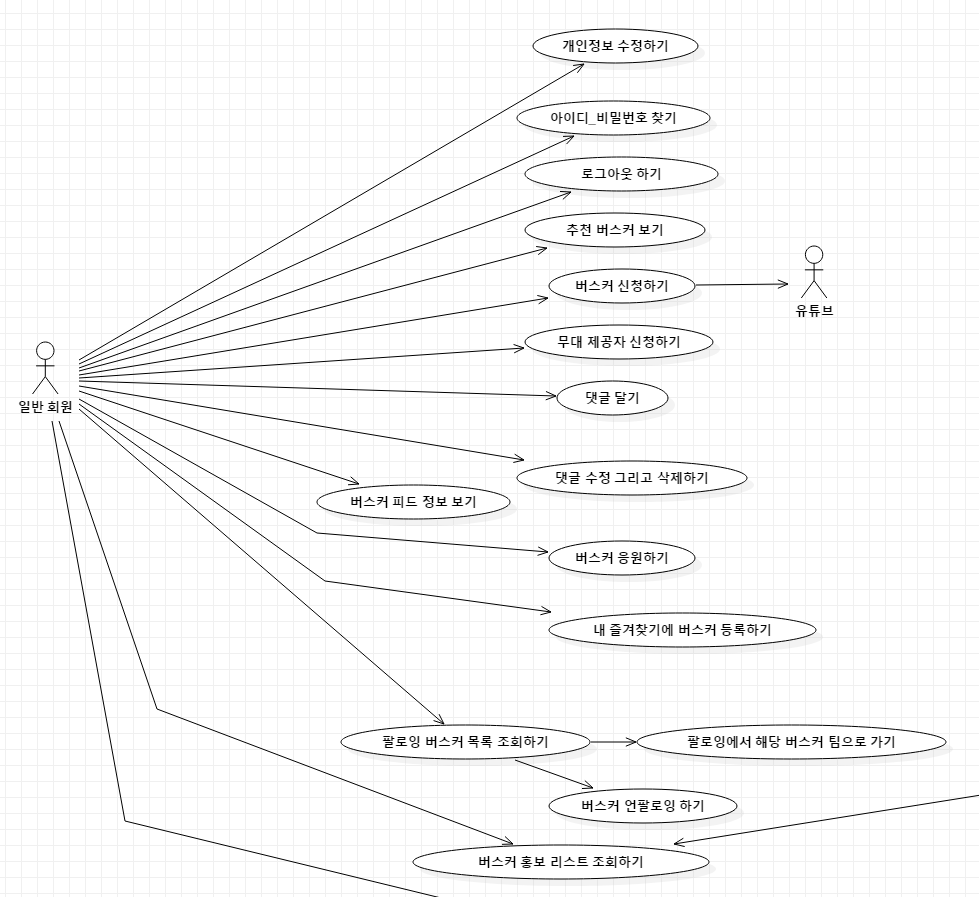 개인정보 수정하기
아이디_비밀번호 찾기
로그아웃 하기
추천 버스커 보기
버스커 신청하기
유튜브
무대 제공자 신청하기
일반 회원
댓글 달기
댓글 수정 그리고 삭제하기
버스커 피드 정보 보기
버스커 응원하기
내 즐겨찾기에 버스커 등록하기
팔로잉 버스커 목록 조회하기
팔로잉에서 해당 버스커 팀으로 가기
버스커 언팔로잉 하기
버스커 홍보 리스트 조회하기